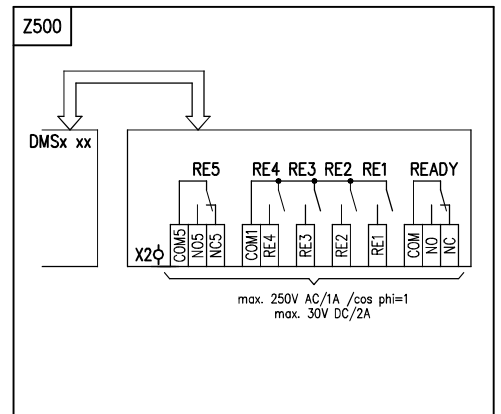 Z500
DMSx xx
RE5 RE4 RE3 RE2 RE1 READY
X2
COM5 NO5 NC5 COM1 RE4 RE3 RE2 RE1 COM NO NC
max. 250V AC/1A /cos phi=1
max. 30V DC/2A